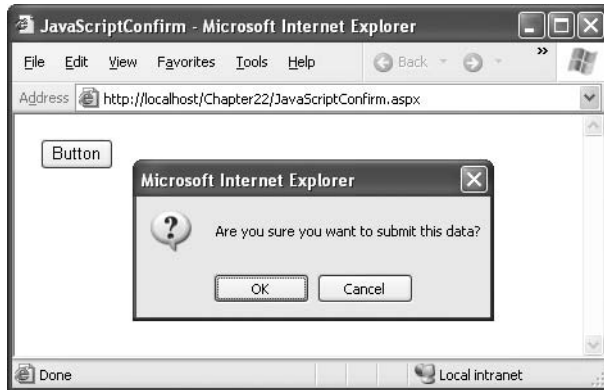 JavaScriptConfirm - Microsoft Internet Explorer
File Edit View Favorites Tools Help Back »
Address http://localhost/Chapter22/JavaScriptConfirm.aspx
Button
Microsoft Internet Explorer
?
Are you sure you want to submit this data?
OK Cancel
Done Local intranet